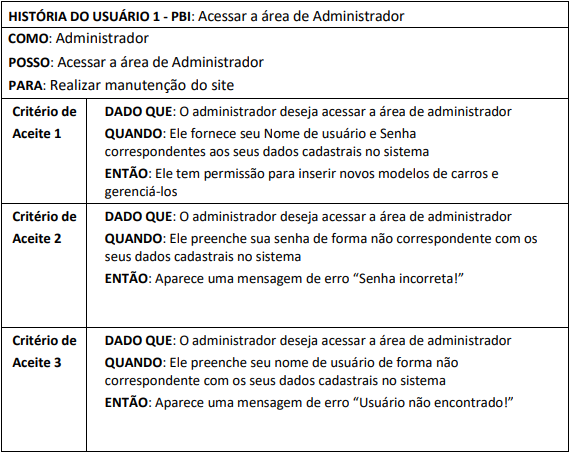 HISTÓRIA DO USUÁRIO 1 - PBI: Acessar a área de Administrador
COMO: Administrador
POSSO: Acessar a área de Administrador
PARA: Realizar manutenção do site
Critério de Aceite 1
DADO QUE: O administrador deseja acessar a área de administrador
QUANDO: Ele fornece seu Nome de usuário e Senha
correspondentes aos seus dados cadastrais no sistema
ENTÃO: Ele tem permissão para inserir novos modelos de carros e
gerenciá-los
Critério de Aceite 2
DADO QUE: O administrador deseja acessar a área de administrador
QUANDO: Ele preenche sua senha de forma não correspondente com os
seus dados cadastrais no sistema
ENTÃO: Aparece uma mensagem de erro “Senha incorreta!”
Critério de Aceite 3
DADO QUE: O administrador deseja acessar a área de administrador
QUANDO: Ele preenche seu nome de usuário de forma não
correspondente com os seus dados cadastrais no sistema
ENTÃO: Aparece uma mensagem de erro “Usuário não encontrado!”